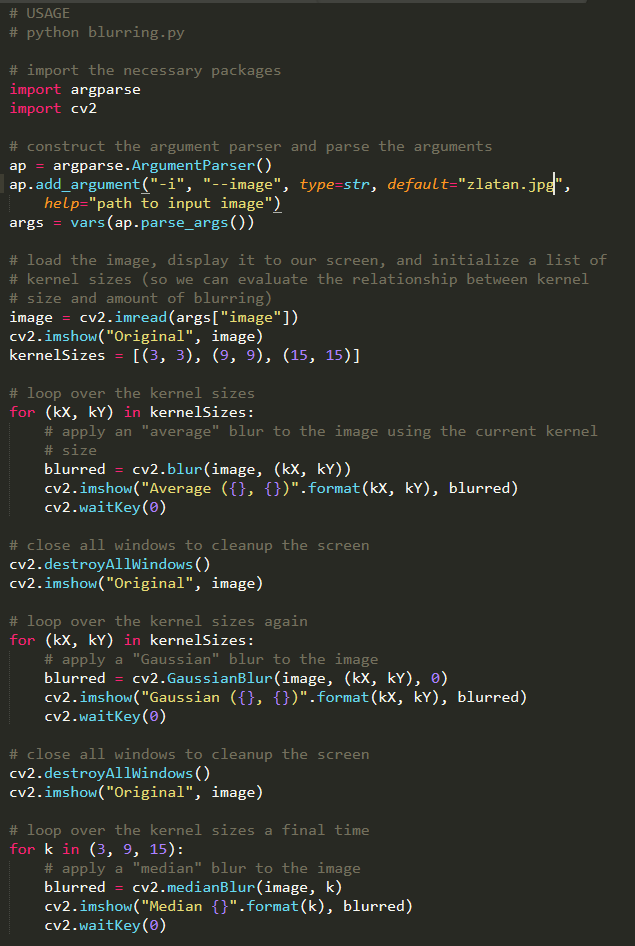 # USAGE
# python blurring.py

# import the necessary packages
import argparse
import cv2

# construct the argument parser and parse the arguments
ap = argparse.ArgumentParser()
ap.add_argument("-i", "--image", type=str, default="zlatan.jpg",
    help="path to input image")
args = vars(ap.parse_args())

# load the image, display it to our screen, and initialize a list of
# kernel sizes (so we can evaluate the relationship between kernel
# size and amount of blurring)
image = cv2.imread(args["image"])
cv2.imshow("Original", image)
kernelSizes = [(3, 3), (9, 9), (15, 15)]

# loop over the kernel sizes
for (kX, kY) in kernelSizes:
    # apply an "average" blur to the image using the current kernel
    # size
    blurred = cv2.blur(image, (kX, kY))
    cv2.imshow("Average ({}, {})".format(kX, kY), blurred)
    cv2.waitKey(0)

# close all windows to cleanup the screen
cv2.destroyAllWindows()
cv2.imshow("Original", image)

# loop over the kernel sizes again
for (kX, kY) in kernelSizes:
    # apply a "Gaussian" blur to the image
    blurred = cv2.GaussianBlur(image, (kX, kY), 0)
    cv2.imshow("Gaussian ({}, {})".format(kX, kY), blurred)
    cv2.waitKey(0)

# close all windows to cleanup the screen
cv2.destroyAllWindows()
cv2.imshow("Original", image)

# loop over the kernel sizes a final time
for k in (3, 9, 15):
    # apply a "median" blur to the image
    blurred = cv2.medianBlur(image, k)
    cv2.imshow("Median {}".format(k), blurred)
    cv2.waitKey(0)